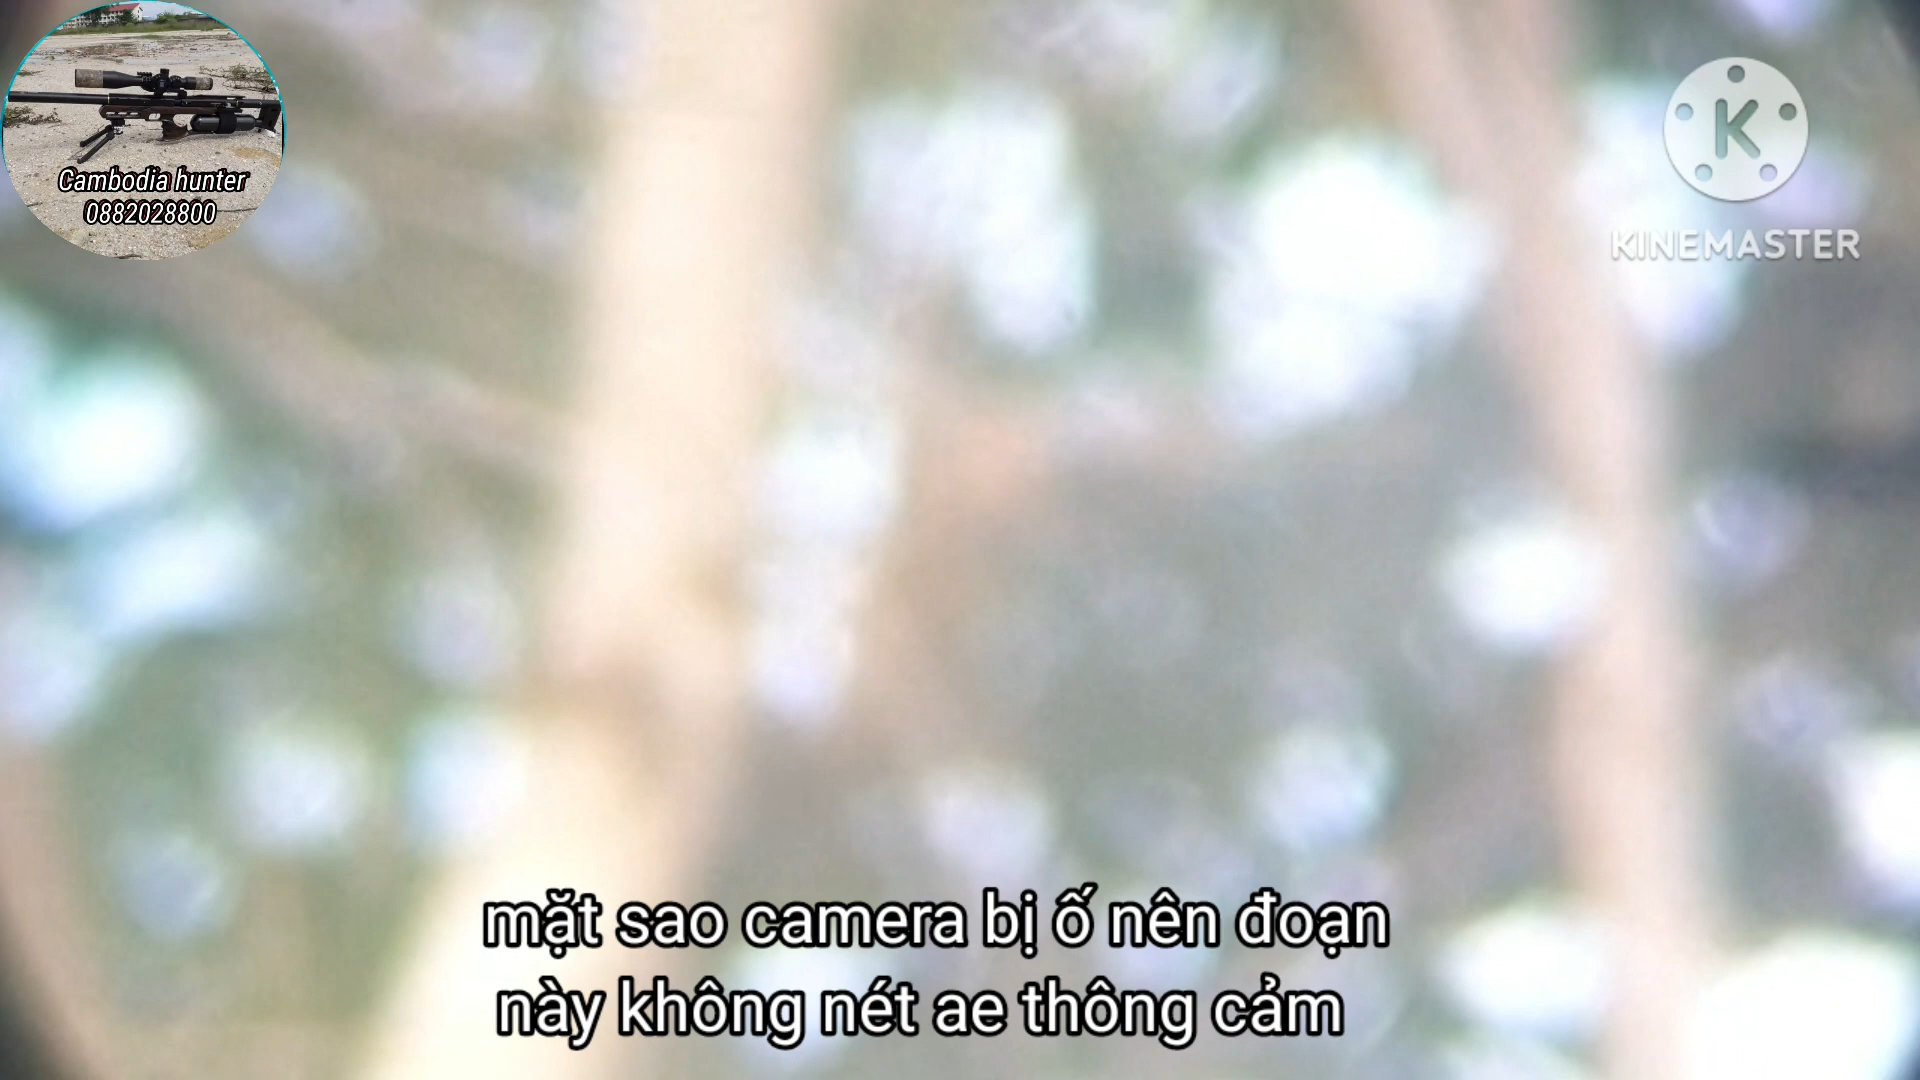 Cambodia hunter
0882028800
K
KINEMASTER
mặt sao camera bị ố nên đoạn
này không nét ae thông cảm